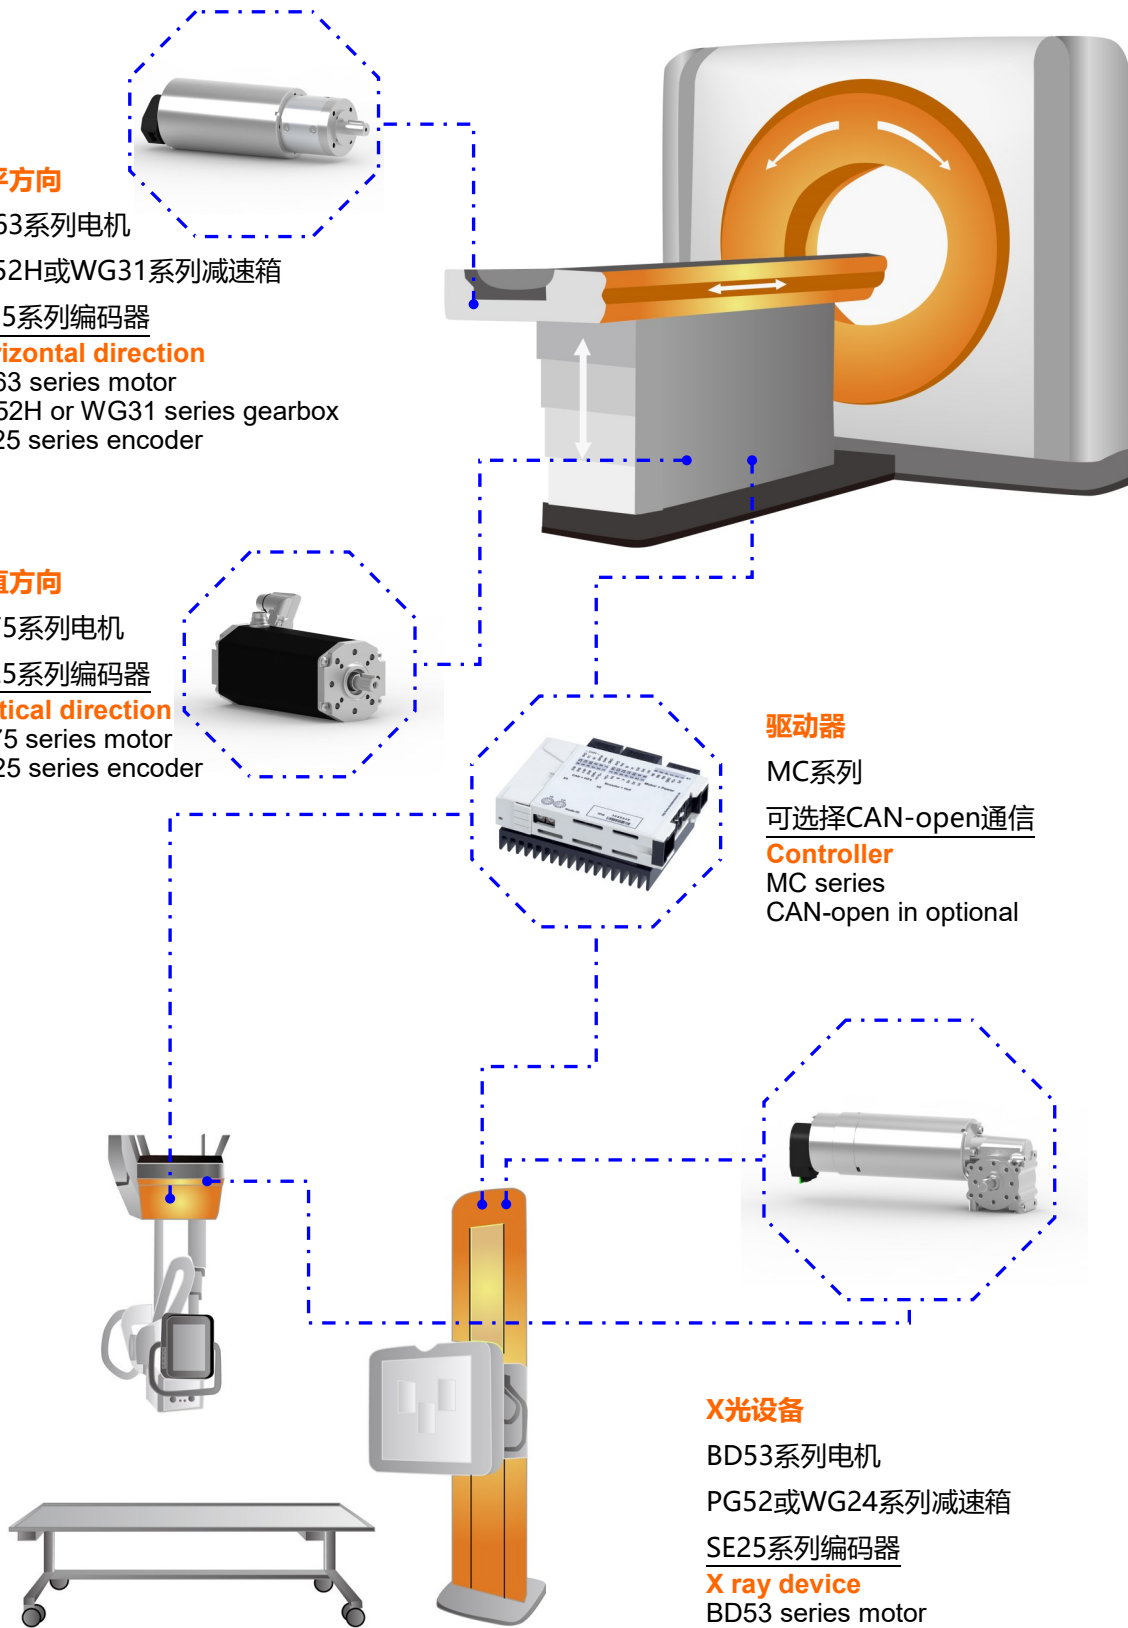 平方向
63系列电机
52H或WG31系列减速箱
5系列编码器
rizontal direction
63 series motor
52H or WG31 series gearbox
25 series encoder
直方向
75系列电机
5系列编码器
tical direction
75 series motor
25 series encoder
驱动器
MC系列
可选择CAN-open通信
Controller
MC series
CAN-open in optional
X光设备
BD53系列电机
PG52或WG24系列减速箱
SE25系列编码器
X ray device
BD53 series motor